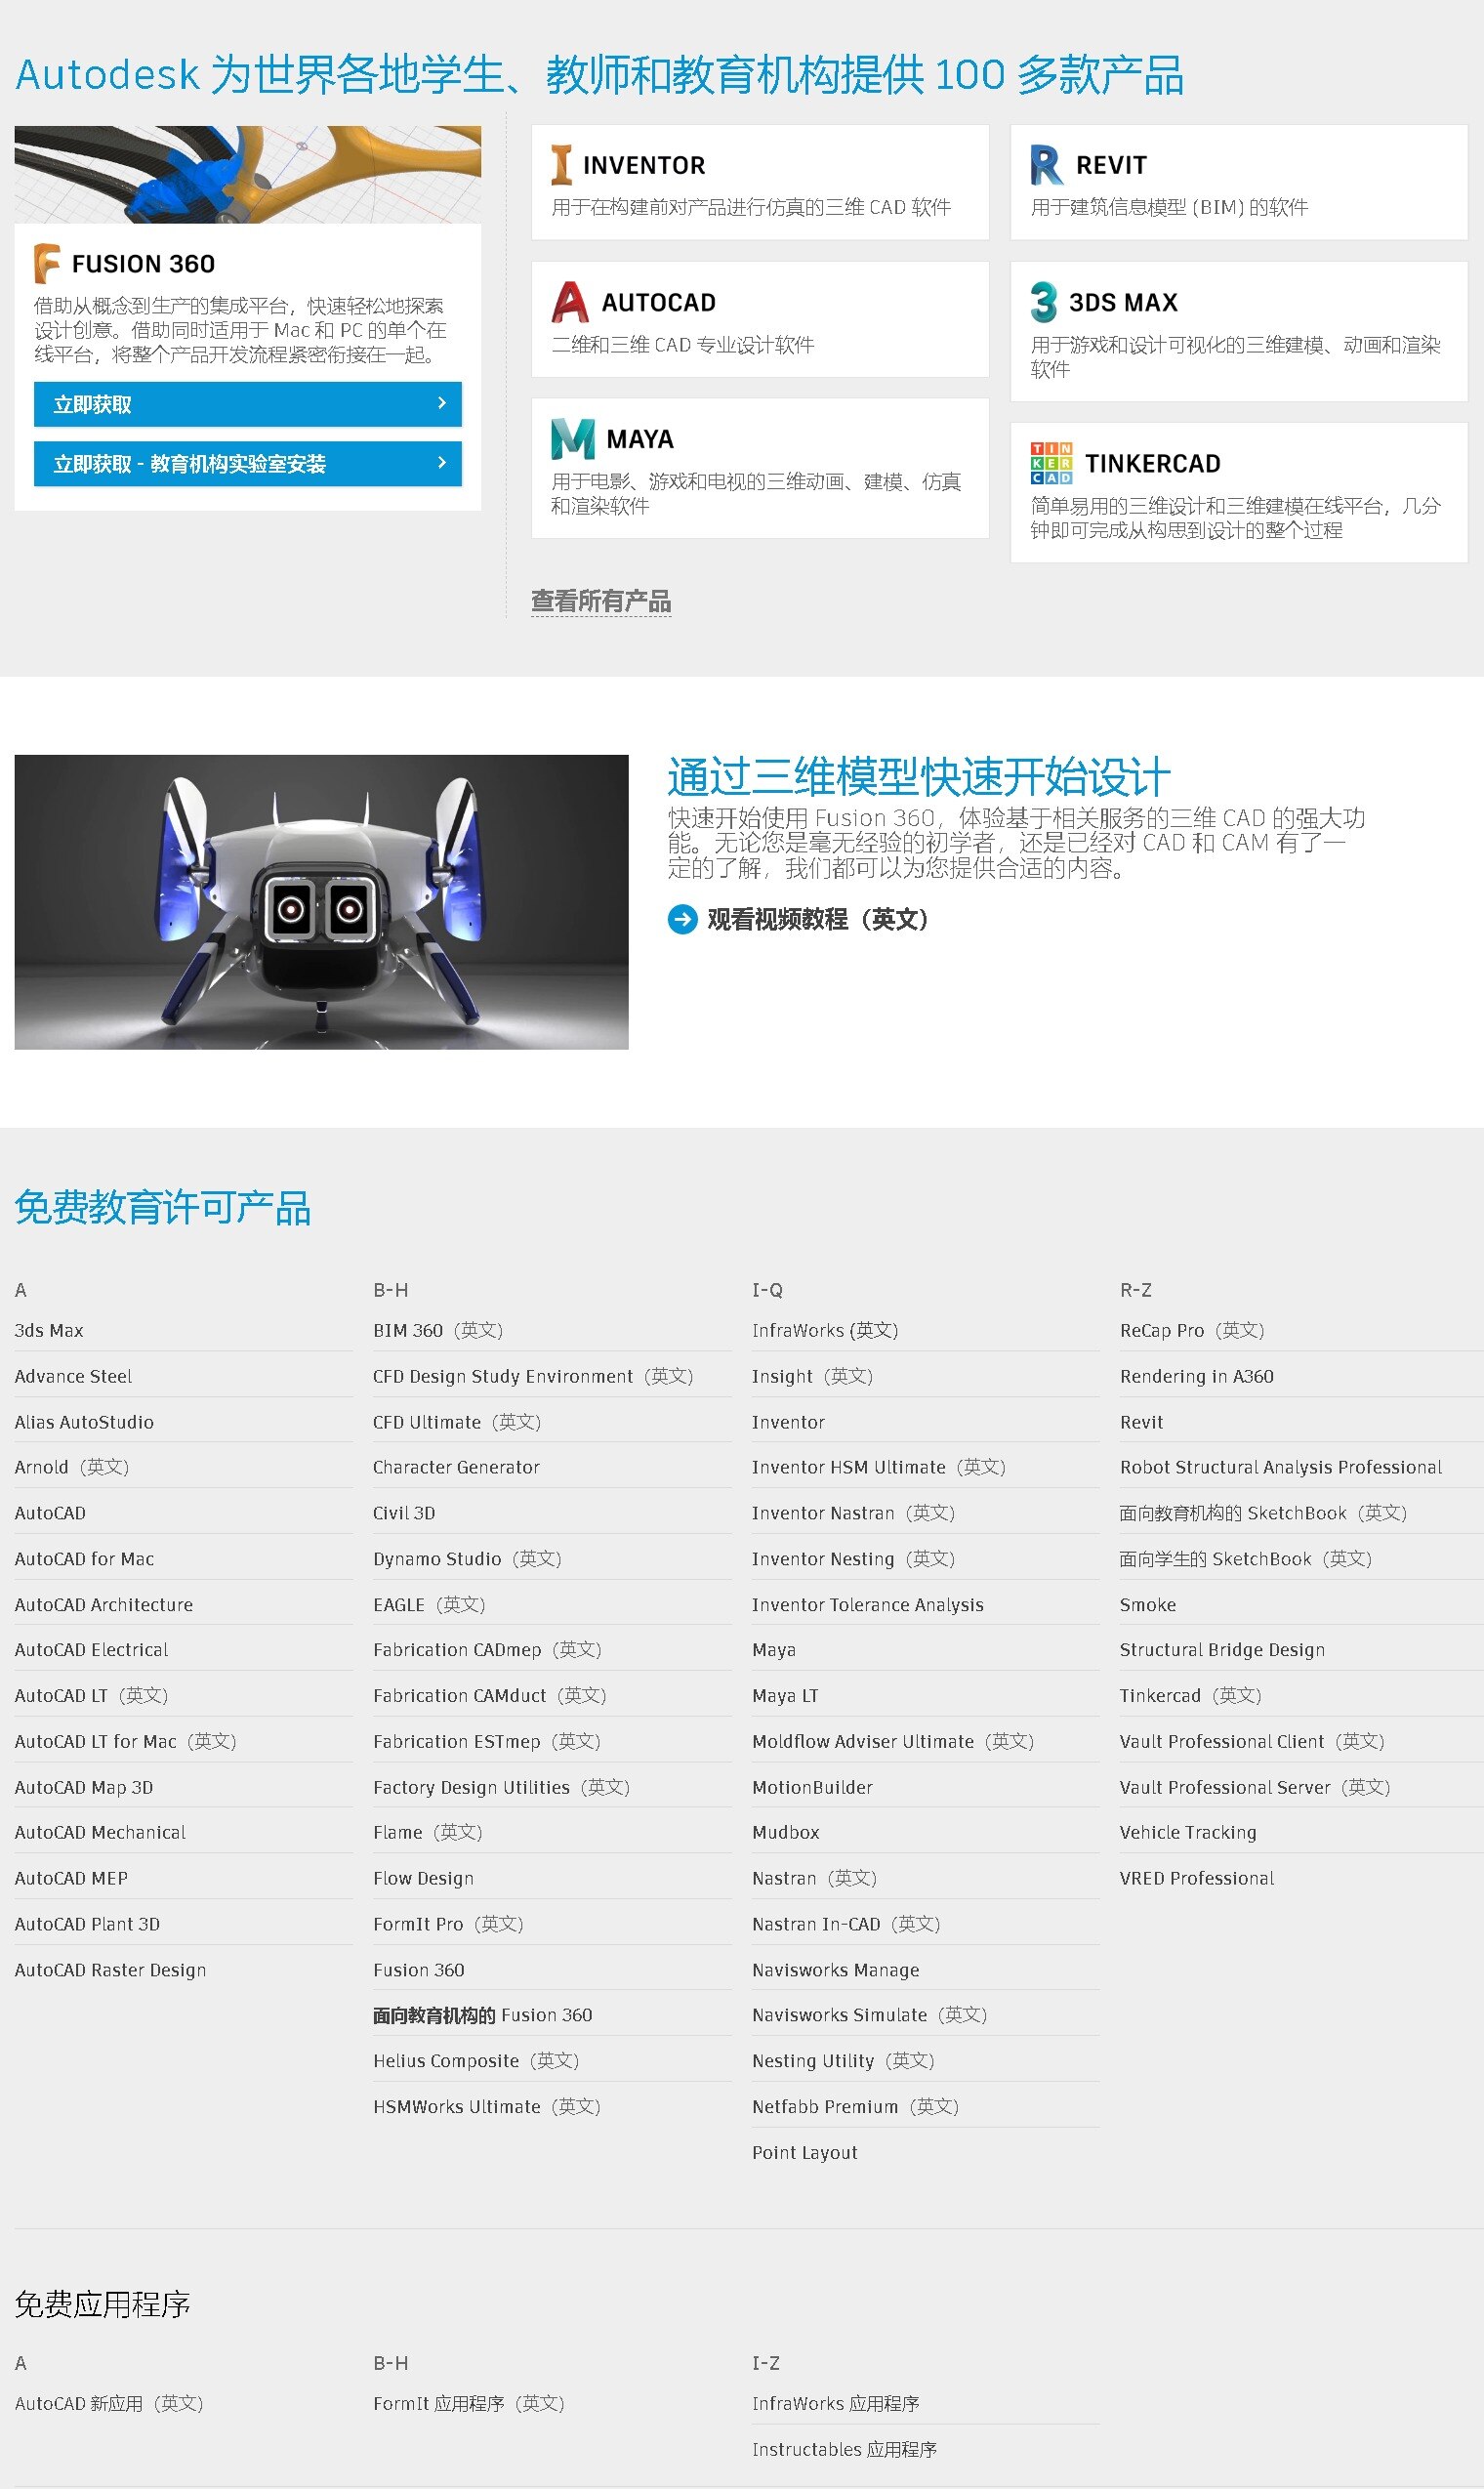 Autodesk 为世界各地学生、教师和教育机构提供 100 多款产品
FUSION 360
借助从概念到生产的集成平台，快速轻松地探索
设计创意。借助同时适用于 Mac 和 PC 的单个在
线平台，将整个产品开发流程紧密衔接在一起。
立即获取
立即获取 - 教育机构实验室安装
INVENTOR
用于在构建前对产品进行仿真的三维 CAD 软件
AUTOCAD
二维和三维 CAD 专业设计软件
MAYA
用于电影、游戏和电视的三维动画、建模、仿真
和渲染软件
REVIT
用于建筑信息模型 (BIM) 的软件
3DS MAX
用于游戏和设计可视化的三维建模、动画和渲染
软件
TIN
KER
CAD
TINKERCAD
简单易用的三维设计和三维建模在线平台，几分
钟即可完成从构思到设计的整个过程
查看所有产品
通过三维模型快速开始设计
快速开始使用 Fusion 360，体验基于相关服务的三维 CAD 的强大功
能。无论您是毫无经验的初学者，还是已经对 CAD 和 CAM 有了一
定的了解，我们都可以为您提供合适的内容。
观看视频教程（英文）
免费教育许可产品
A
3ds Max
Advance Steel
Alias AutoStudio
Arnold（英文）
AutoCAD
AutoCAD for Mac
AutoCAD Architecture
AutoCAD Electrical
AutoCAD LT（英文）
AutoCAD LT for Mac（英文）
AutoCAD Map 3D
AutoCAD Mechanical
AutoCAD MEP
AutoCAD Plant 3D
AutoCAD Raster Design
B-H
BIM 360（英文）
CFD Design Study Environment（英文）
CFD Ultimate（英文）
Character Generator
Civil 3D
Dynamo Studio（英文）
EAGLE（英文）
Fabrication CADmep（英文）
Fabrication CAMduct（英文）
Fabrication ESTmep（英文）
Factory Design Utilities（英文）
Flame（英文）
Flow Design
FormIt Pro（英文）
Fusion 360
面向教育机构的 Fusion 360
Helius Composite（英文）
HSMWorks Ultimate（英文）
I-Q
InfraWorks (英文)
Insight（英文）
Inventor
Inventor HSM Ultimate（英文）
Inventor Nastran（英文）
Inventor Nesting（英文）
Inventor Tolerance Analysis
Maya
Maya LT
Moldflow Adviser Ultimate（英文）
MotionBuilder
Mudbox
Nastran（英文）
Nastran In-CAD（英文）
Navisworks Manage
Navisworks Simulate（英文）
Nesting Utility（英文）
Netfabb Premium（英文）
Point Layout
R-Z
ReCap Pro（英文）
Rendering in A360
Revit
Robot Structural Analysis Professional
面向教育机构的 SketchBook（英文）
面向学生的 SketchBook（英文）
Smoke
Structural Bridge Design
Tinkercad（英文）
Vault Professional Client（英文）
Vault Professional Server（英文）
Vehicle Tracking
VRED Professional
免费应用程序
A
AutoCAD 新应用（英文）
B-H
FormIt 应用程序（英文）
I-Z
InfraWorks 应用程序
Instructables 应用程序